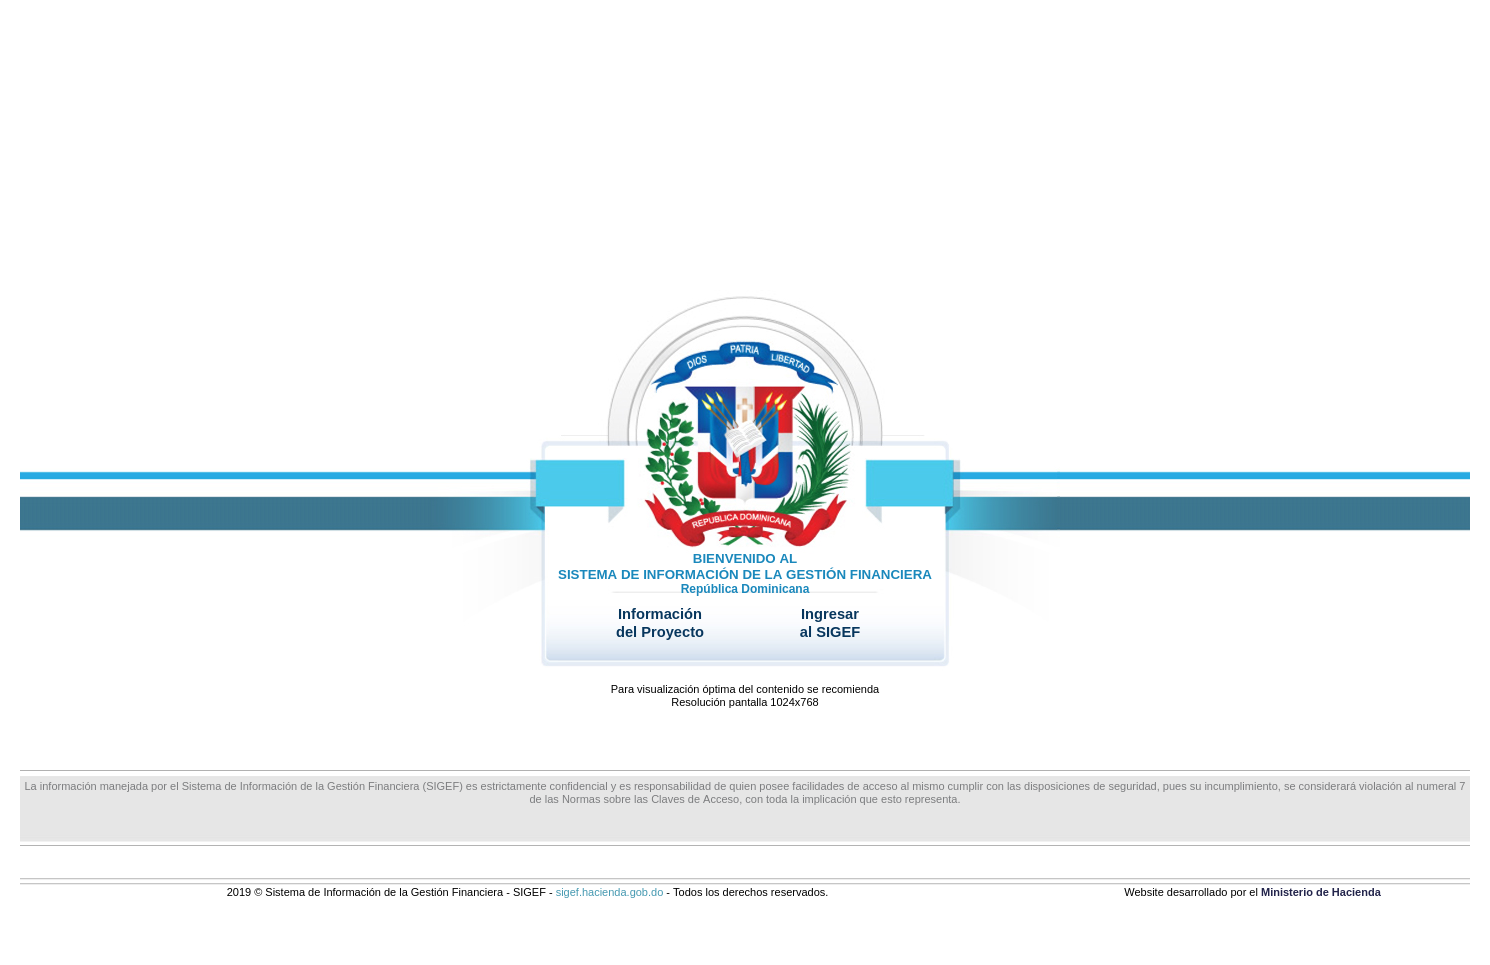 DIOS PATRIA LIBERTAD
REPUBLICA DOMINICANA
BIENVENIDO AL
SISTEMA DE INFORMACIÓN DE LA GESTIÓN FINANCIERA
República Dominicana
Información
del Proyecto
Ingresar
al SIGEF
Para visualización óptima del contenido se recomienda
Resolución pantalla 1024x768
La información manejada por el Sistema de Información de la Gestión Financiera (SIGEF) es estrictamente confidencial y es responsabilidad de quien posee facilidades de acceso al mismo cumplir con las disposiciones de seguridad, pues su incumplimiento, se considerará violación al numeral 7
de las Normas sobre las Claves de Acceso, con toda la implicación que esto representa.
2019 © Sistema de Información de la Gestión Financiera - SIGEF - sigef.hacienda.gob.do - Todos los derechos reservados.
Website desarrollado por el Ministerio de Hacienda